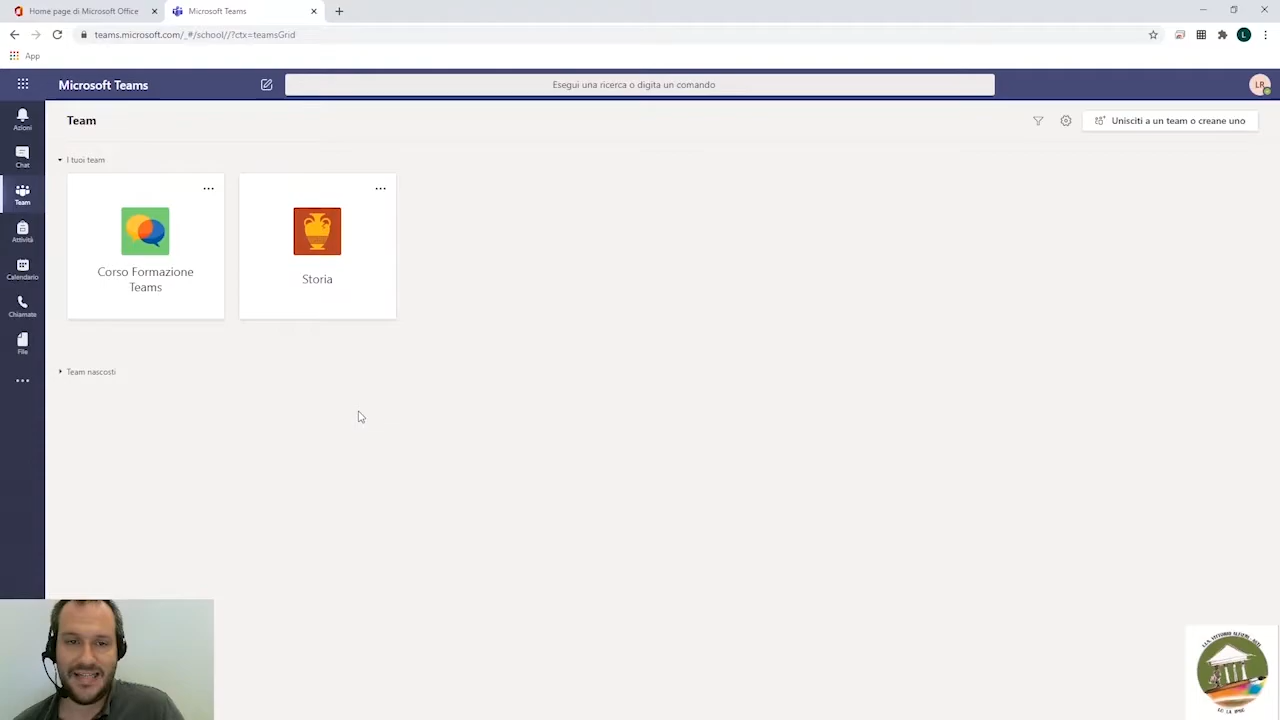 Home page di Microsoft Office
Microsoft Teams
teams.microsoft.com/_#/school//?ctx=teamsGrid
L
App
Microsoft Teams
Esegui una ricerca o digita un comando
LR
Azioni
Chat
Team
Attività
Calendario
Chiamate
File
Team
Unisciti a un team o creane uno
I tuoi team
Corso Formazione
Teams
Storia
Team nascosti